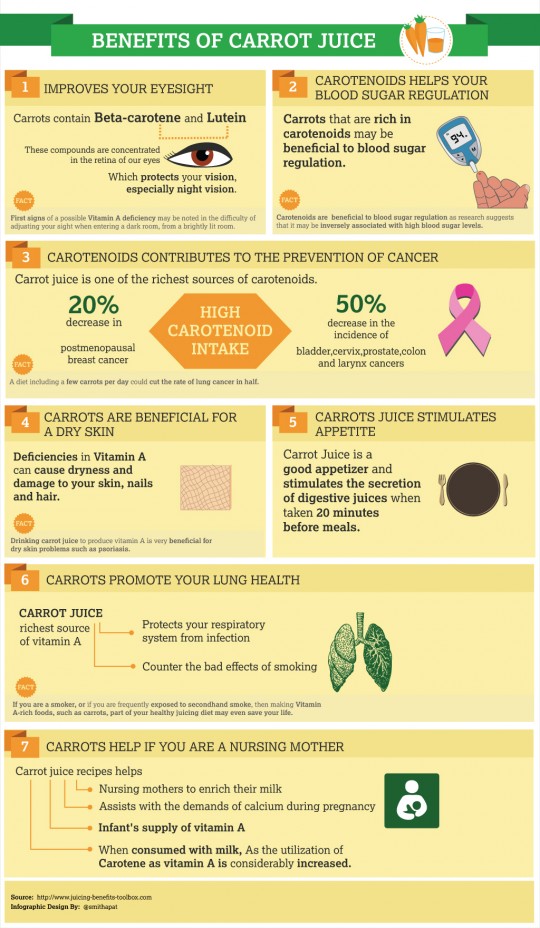 BENEFITS OF CARROT JUICE
1 IMPROVES YOUR EYESIGHT
Carrots contain Beta-carotene and Lutein
These compounds are concentrated
in the retina of our eyes
Which protects your vision,
especially night vision.
FACT
First signs of a possible Vitamin A deficiency may be noted in the difficulty of
adjusting your sight when entering a dark room, from a brightly lit room.
2 CAROTENOIDS HELPS YOUR
BLOOD SUGAR REGULATION
Carrots that are rich in
carotenoids may be
beneficial to blood sugar
regulation.
94.
FACT
Carotenoids are beneficial to blood sugar regulation as research suggests
that it may be inversely associated with high blood sugar levels.
3 CAROTENOIDS CONTRIBUTES TO THE PREVENTION OF CANCER
Carrot juice is one of the richest sources of carotenoids.
20%
decrease in
postmenopausal
breast cancer
HIGH
CAROTENOID
INTAKE
50%
decrease in the
incidence of
bladder,cervix,prostate,colon
and larynx cancers
FACT
A diet including a few carrots per day could cut the rate of lung cancer in half.
4 CARROTS ARE BENEFICIAL FOR
A DRY SKIN
Deficiencies in Vitamin A
can cause dryness and
damage to your skin, nails
and hair.
FACT
Drinking carrot juice to produce vitamin A is very beneficial for
dry skin problems such as psoriasis.
5 CARROTS JUICE STIMULATES
APPETITE
Carrot Juice is a
good appetizer and
stimulates the secretion
of digestive juices when
taken 20 minutes
before meals.
6 CARROTS PROMOTE YOUR LUNG HEALTH
CARROT JUICE
richest source
of vitamin A
Protects your respiratory
system from infection
Counter the bad effects of smoking
FACT
If you are a smoker, or if you are frequently exposed to secondhand smoke, then making Vitamin
A-rich foods, such as carrots, part of your healthy juicing diet may even save your life.
7 CARROTS HELP IF YOU ARE A NURSING MOTHER
Carrot juice recipes helps
Nursing mothers to enrich their milk
Assists with the demands of calcium during pregnancy
Infant's supply of vitamin A
When consumed with milk, As the utilization of
Carotene as vitamin A is considerably increased.
Source: http://www.juicing-benefits-toolbox.com
Infographic Design By: @emithapat